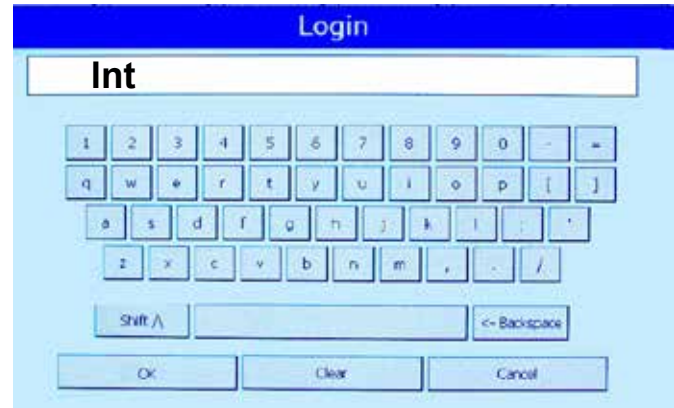 Login
Int
1 2 3 4 5 6 7 8 9 0 - =
q w e r t y u i o p [ ]
a s d f g h j k l ; '
z x c v b n m , . /
Shift /\ <- Backspace
OK Clear Cancel